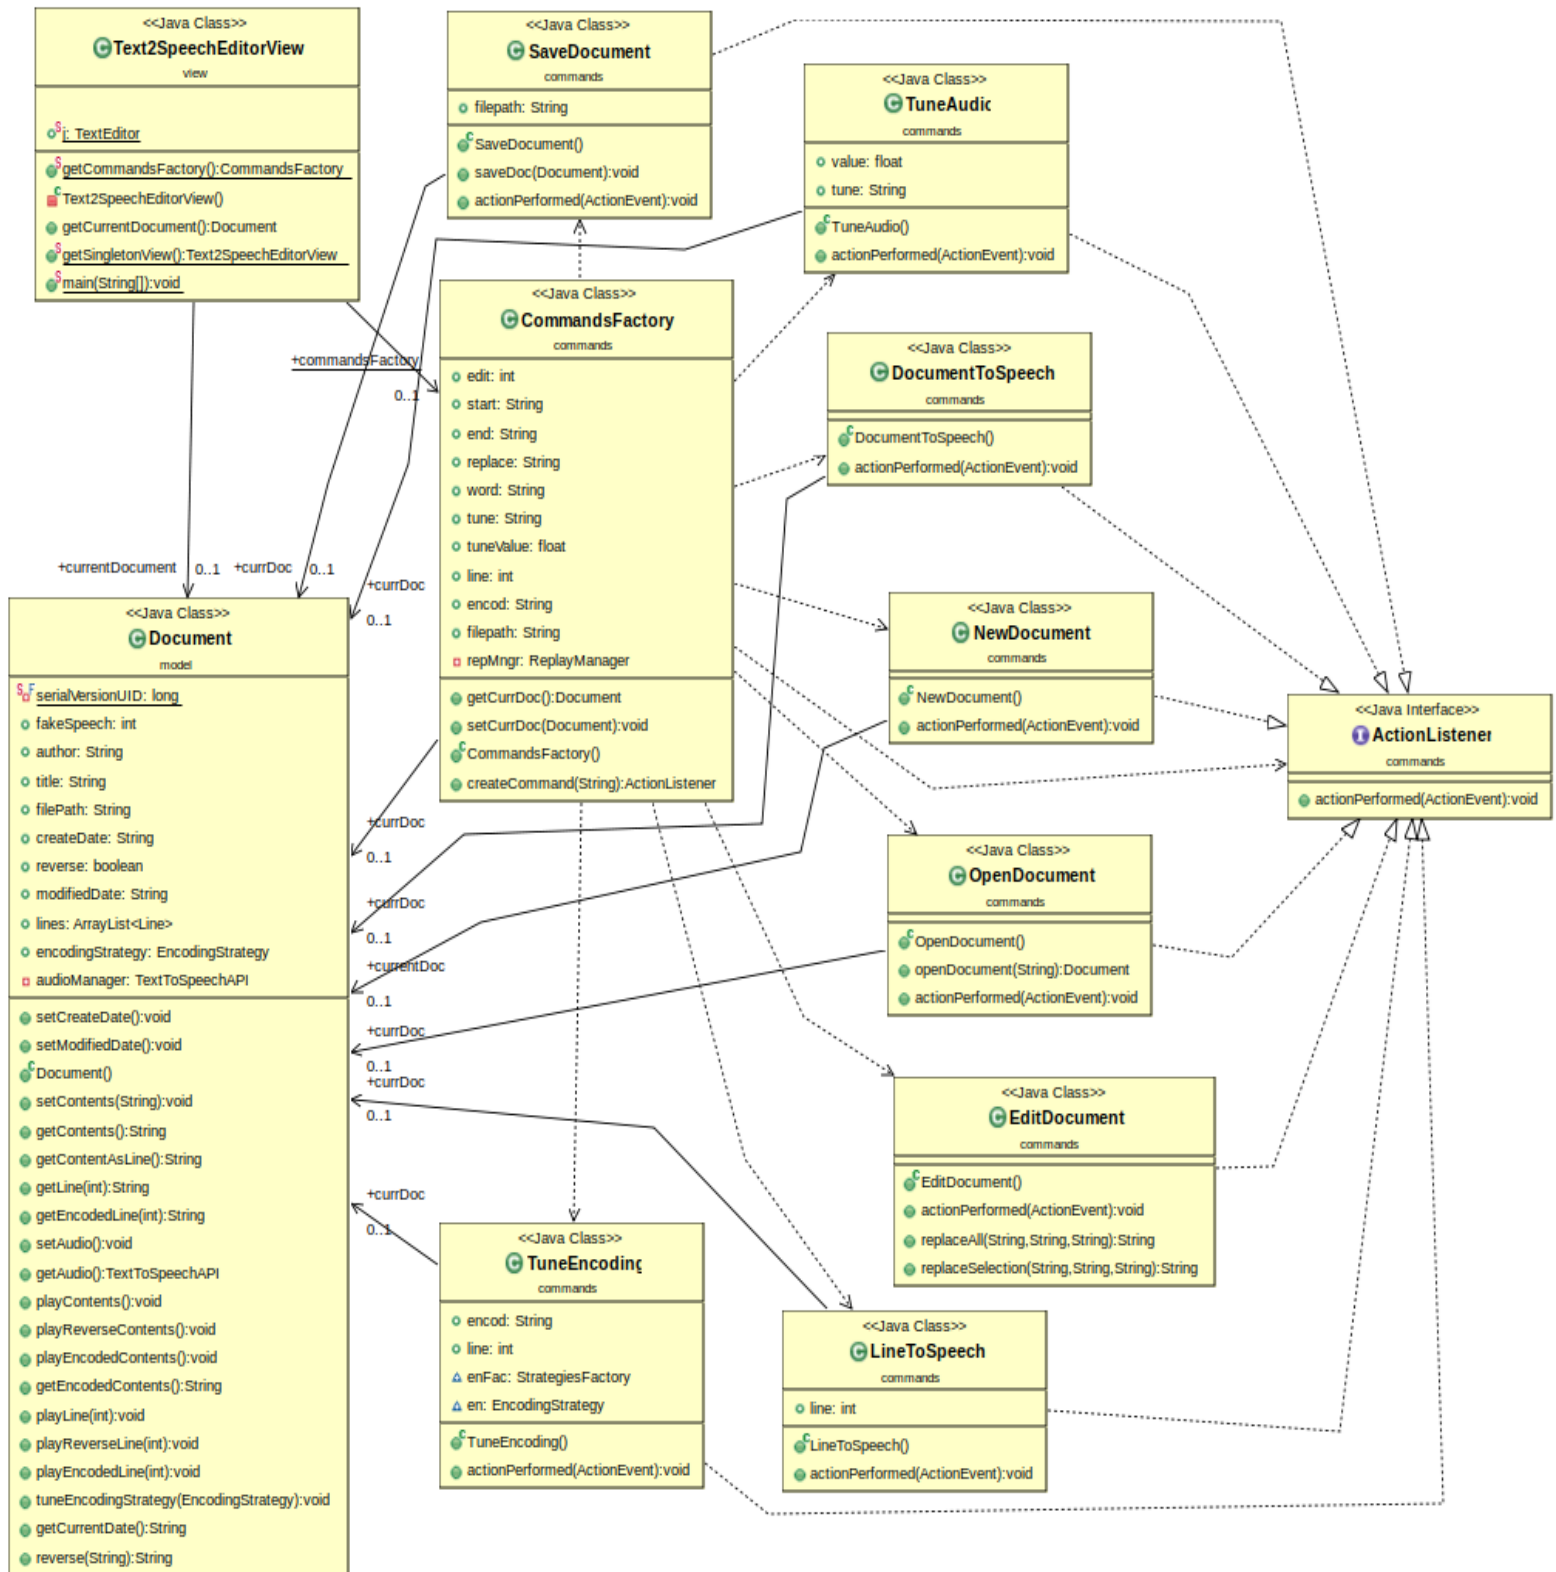 <<Java Class>>
Text2SpeechEditorView
view
j: TextEditor
getCommandsFactory():CommandsFactory
Text2SpeechEditorView()
getCurrentDocument():Document
getSingletonView():Text2SpeechEditorView
main(String[]):void
<<Java Class>>
SaveDocument
commands
filepath: String
SaveDocument()
saveDoc(Document):void
actionPerformed(ActionEvent):void
<<Java Class>>
TuneAudio
commands
value: float
tune: String
TuneAudio()
actionPerformed(ActionEvent):void
<<Java Class>>
CommandsFactory
commands
edit: int
start: String
end: String
replace: String
word: String
tune: String
tuneValue: float
line: int
encod: String
filepath: String
repMngr: ReplayManager
getCurrDoc():Document
setCurrDoc(Document):void
CommandsFactory()
createCommand(String):ActionListener
+commandsFactory
0..1
<<Java Class>>
DocumentToSpeech
commands
DocumentToSpeech()
actionPerformed(ActionEvent):void
+currentDocument
0..1
+currDoc
0..1
+currDoc
0..1
<<Java Class>>
Document
model
serialVersionUID: long
fakeSpeech: int
author: String
title: String
filePath: String
createDate: String
reverse: boolean
modifiedDate: String
lines: ArrayList<Line>
encodingStrategy: EncodingStrategy
audioManager: TextToSpeechAPI
setCreateDate():void
setModifiedDate():void
Document()
setContents(String):void
getContents():String
getContentAsLine():String
getLine(int):String
getEncodedLine(int):String
setAudio():void
getAudio():TextToSpeechAPI
playContents():void
playReverseContents():void
playEncodedContents():void
getEncodedContents():String
playLine(int):void
playReverseLine(int):void
playEncodedLine(int):void
tuneEncodingStrategy(EncodingStrategy):void
getCurrentDate():String
reverse(String):String
<<Java Class>>
NewDocument
commands
NewDocument()
actionPerformed(ActionEvent):void
<<Java Interface>>
ActionListener
commands
actionPerformed(ActionEvent):void
+currDoc
0..1
+currDoc
0..1
+currentDoc
0..1
+currDoc
0..1
+currDoc
0..1
+currDoc
0..1
<<Java Class>>
OpenDocument
commands
OpenDocument()
openDocument(String):Document
actionPerformed(ActionEvent):void
<<Java Class>>
EditDocument
commands
EditDocument()
actionPerformed(ActionEvent):void
replaceAll(String,String,String):String
replaceSelection(String,String,String):String
<<Java Class>>
TuneEncoding
commands
encod: String
line: int
enFac: StrategiesFactory
en: EncodingStrategy
TuneEncoding()
actionPerformed(ActionEvent):void
<<Java Class>>
LineToSpeech
commands
line: int
LineToSpeech()
actionPerformed(ActionEvent):void